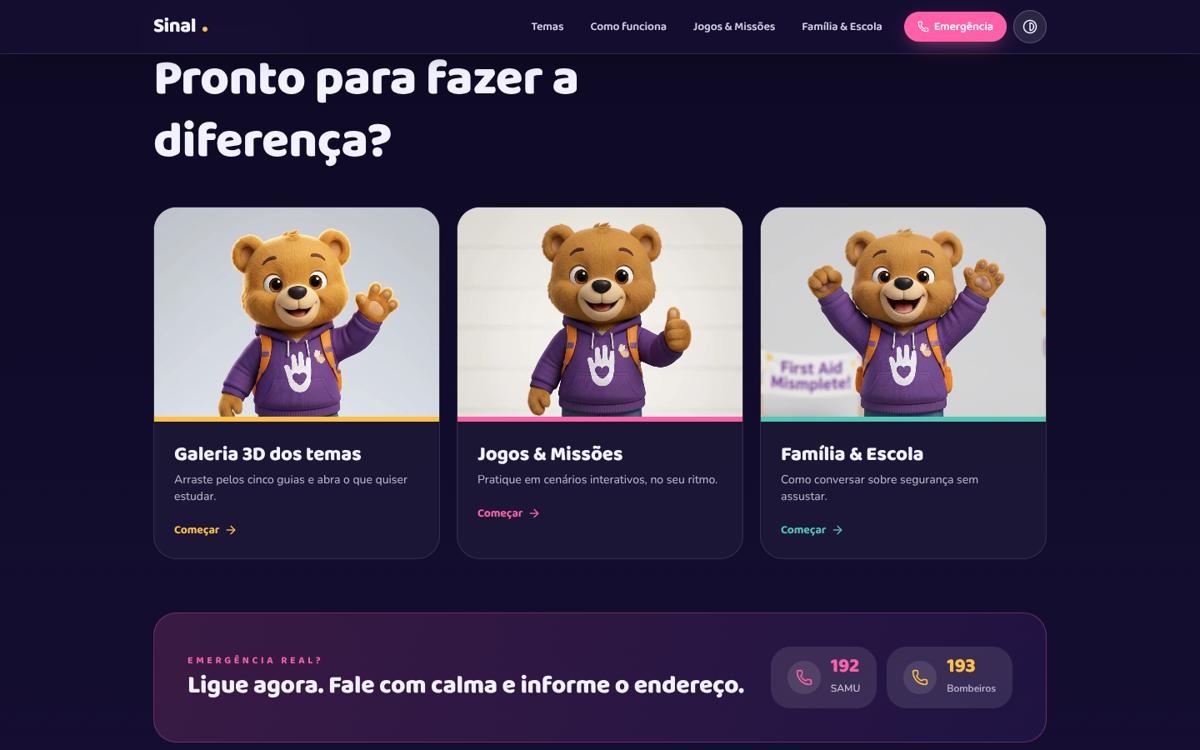 Sinal .
Temas
Como funciona
Jogos & Missões
Família & Escola
Emergência
Pronto para fazer a
diferença?
First Aid
Mismplete!
Galeria 3D dos temas
Arraste pelos cinco guias e abra o que quiser
estudar.
Começar →
Jogos & Missões
Pratique em cenários interativos, no seu ritmo.
Começar →
Família & Escola
Como conversar sobre segurança sem
assustar.
Começar →
EMERGÊNCIA REAL?
Ligue agora. Fale com calma e informe o endereço.
192
SAMU
193
Bombeiros